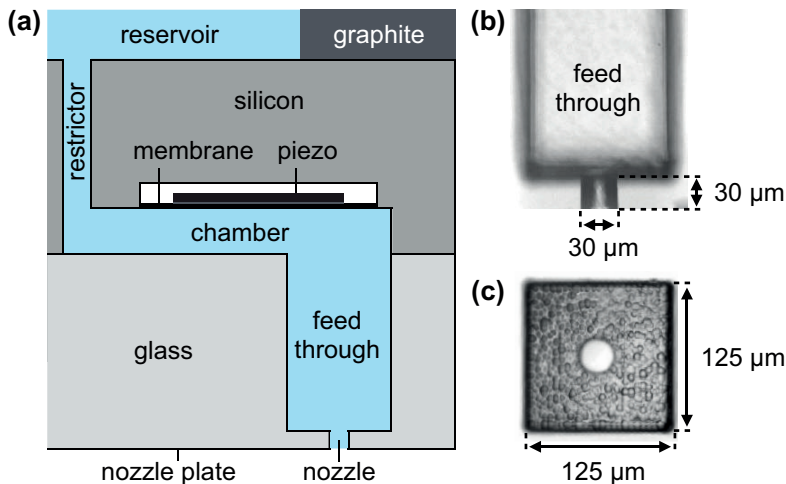 (a)
reservoir
graphite
restrictor
silicon
membrane
piezo
chamber
glass
feed
through
nozzle plate
nozzle
(b)
feed
through
30 μm
30 μm
(c)
125 μm
125 μm